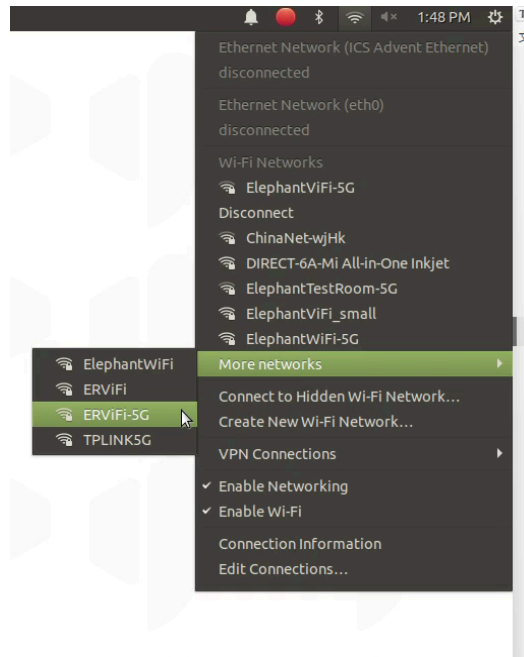 1:48 PM
Ethernet Network (ICS Advent Ethernet)
disconnected
Ethernet Network (eth0)
disconnected
Wi-Fi Networks
ElephantViFi-5G
Disconnect
ChinaNet-wjHk
DIRECT-6A-Mi All-in-One Inkjet
ElephantTestRoom-5G
ElephantViFi_small
ElephantWiFi-5G
More networks
ElephantWiFi
ERViFi
ERViFi-5G
TPLINK5G
Connect to Hidden Wi-Fi Network...
Create New Wi-Fi Network...
VPN Connections
Enable Networking
Enable Wi-Fi
Connection Information
Edit Connections...